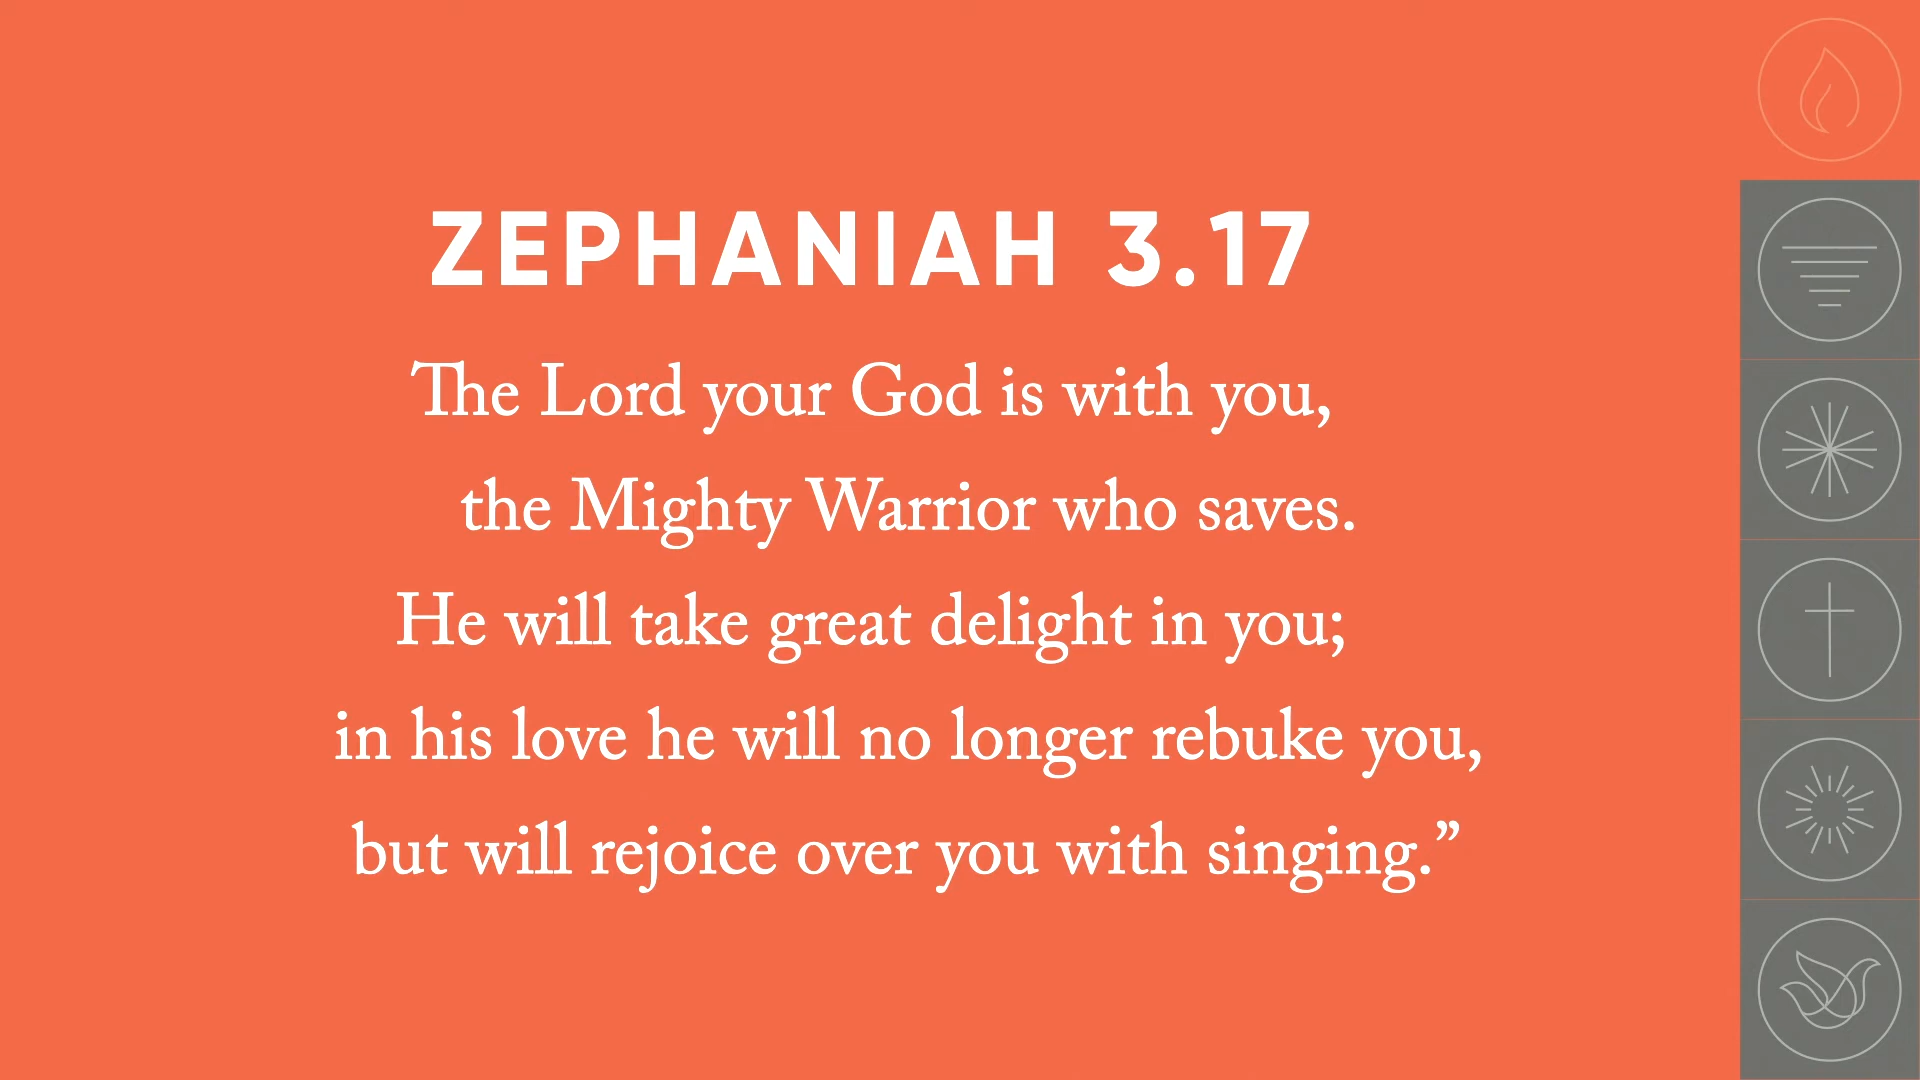 ZEPHANIAH 3.17
The Lord your God is with you,
the Mighty Warrior who saves.
He will take great delight in you;
in his love he will no longer rebuke you,
but will rejoice over you with singing.”